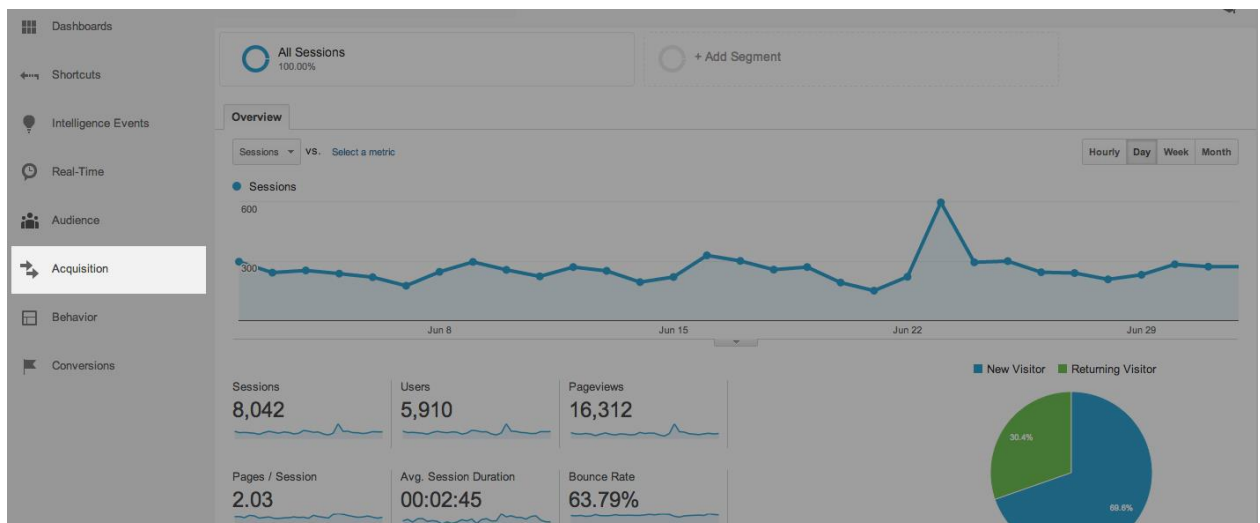 Dashboards
Shortcuts
Intelligence Events
Real-Time
Audience
Acquisition
Behavior
Conversions
All Sessions
100.00%
+ Add Segment
Overview
Sessions VS. Select a metric
Hourly Day Week Month
Sessions
600
300
Jun 8 Jun 15 Jun 22 Jun 29
New Visitor Returning Visitor
Sessions Users Pageviews
8,042 5,910 16,312
Pages / Session Avg. Session Duration Bounce Rate
2.03 00:02:45 63.79%
30.4%
69.6%